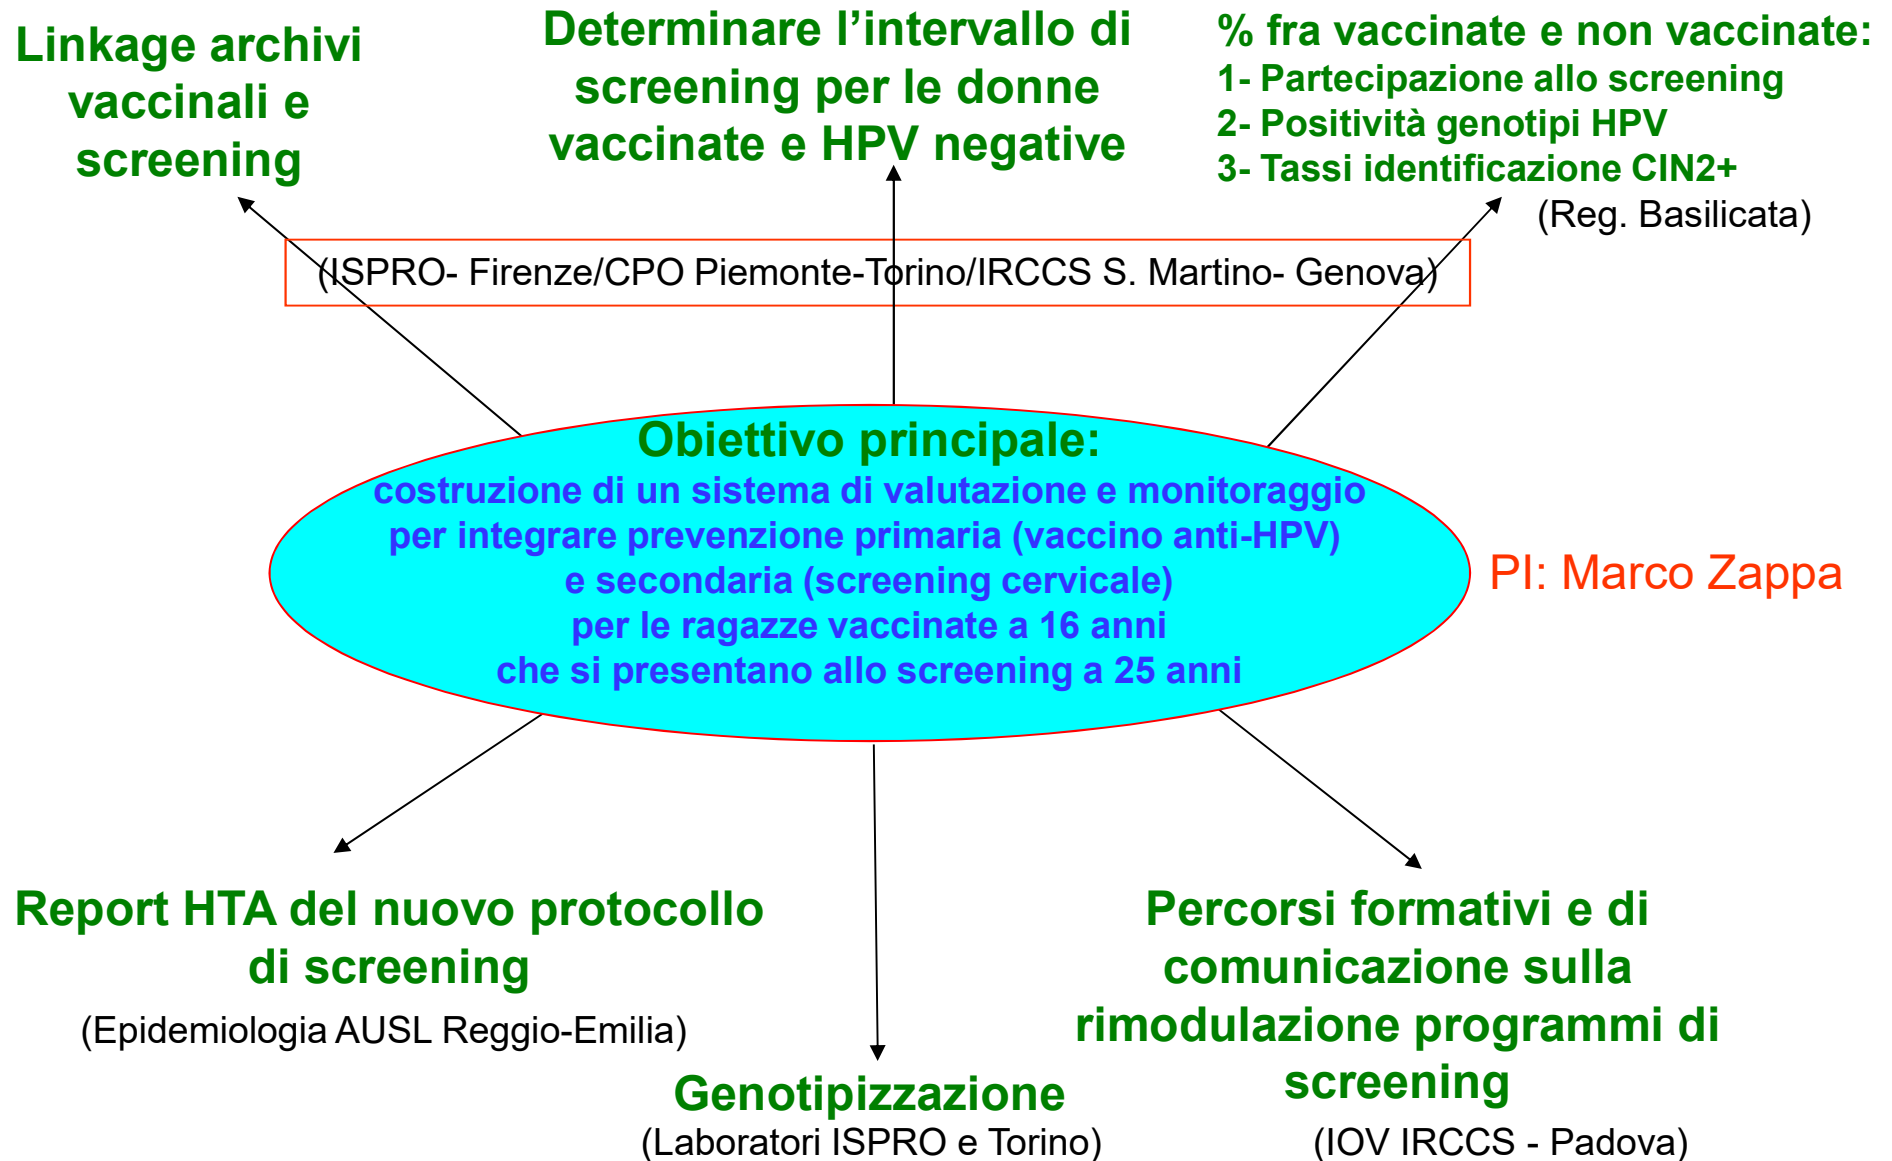 Linkage archivi
vaccinali e
screening
Determinare l’intervallo di
screening per le donne
vaccinate e HPV negative
% fra vaccinate e non vaccinate:
1- Partecipazione allo screening
2- Positività genotipi HPV
3- Tassi identificazione CIN2+
(Reg. Basilicata)
(ISPRO- Firenze/CPO Piemonte-Torino/IRCCS S. Martino- Genova)
Obiettivo principale:
costruzione di un sistema di valutazione e monitoraggio
per integrare prevenzione primaria (vaccino anti-HPV)
e secondaria (screening cervicale)
per le ragazze vaccinate a 16 anni
che si presentano allo screening a 25 anni
PI: Marco Zappa
Report HTA del nuovo protocollo
di screening
(Epidemiologia AUSL Reggio-Emilia)
Genotipizzazione
(Laboratori ISPRO e Torino)
Percorsi formativi e di
comunicazione sulla
rimodulazione programmi di
screening
(IOV IRCCS - Padova)